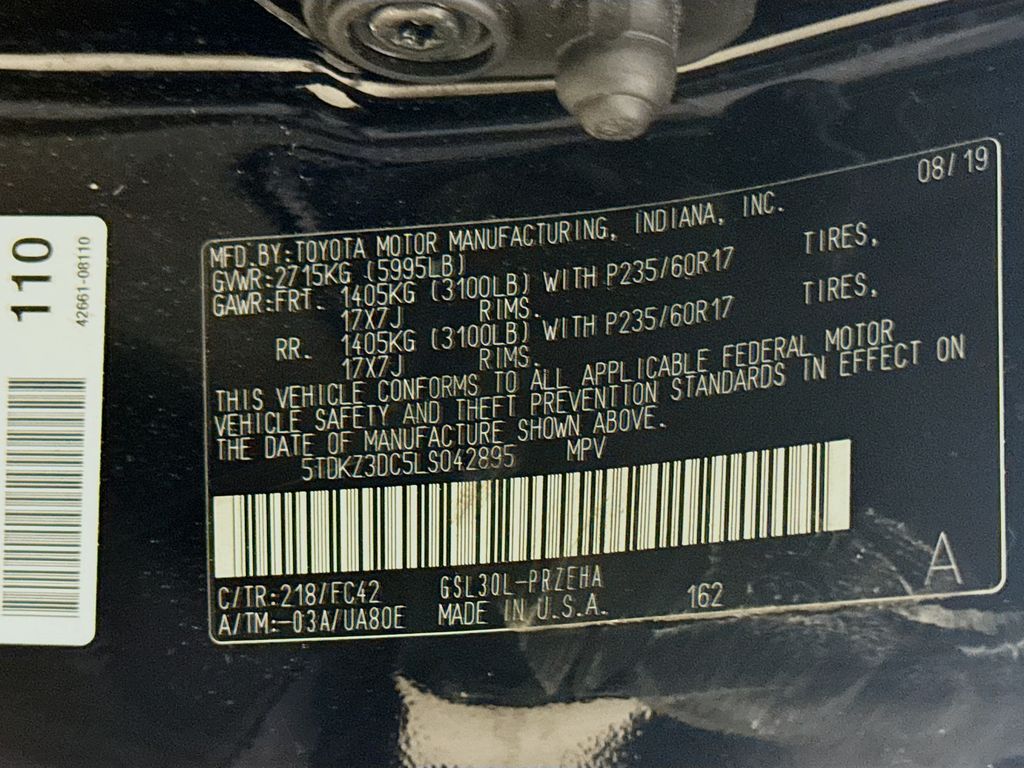 110
42661-08110
08/19
MFD.BY:TOYOTA MOTOR MANUFACTURING, INDIANA, INC.
GVWR:2715KG (5995LB)
GAWR:FRT. 1405KG (3100LB) WITH P235/60R17 TIRES,
17X7J RIMS.
RR. 1405KG (3100LB) WITH P235/60R17 TIRES,
17X7J RIMS.
THIS VEHICLE CONFORMS TO ALL APPLICABLE FEDERAL MOTOR
VEHICLE SAFETY AND THEFT PREVENTION STANDARDS IN EFFECT ON
THE DATE OF MANUFACTURE SHOWN ABOVE.
5TDKZ3DC5LS042895 MPV
C/TR:218/FC42 GSL30L-PRZEHA
A/TM:-03A/UA80E MADE IN U.S.A. 162
A